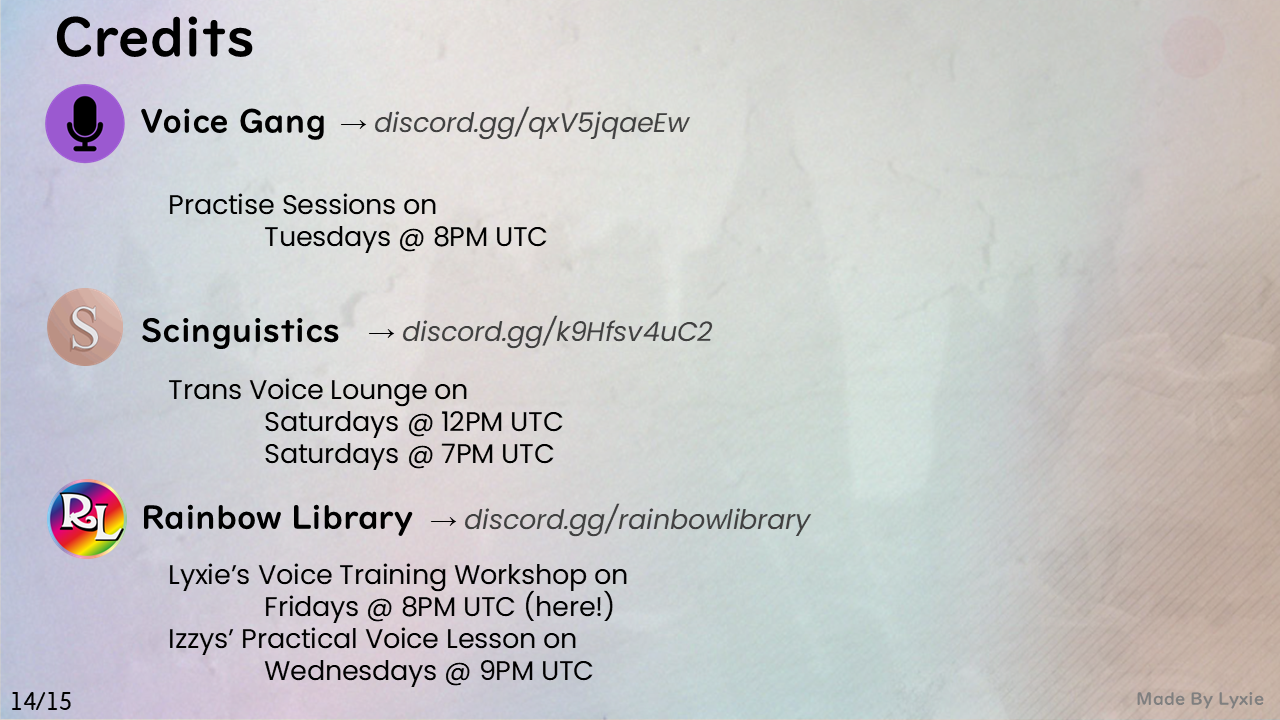 Credits
Voice Gang → discord.gg/qxV5jqaeEw
Practise Sessions on
Tuesdays @ 8PM UTC
S
Scinguistics → discord.gg/k9Hfsv4uC2
Trans Voice Lounge on
Saturdays @ 12PM UTC
Saturdays @ 7PM UTC
RL
Rainbow Library → discord.gg/rainbowlibrary
Lyxie’s Voice Training Workshop on
Fridays @ 8PM UTC (here!)
Izzys’ Practical Voice Lesson on
Wednesdays @ 9PM UTC
14/15
Made By Lyxie